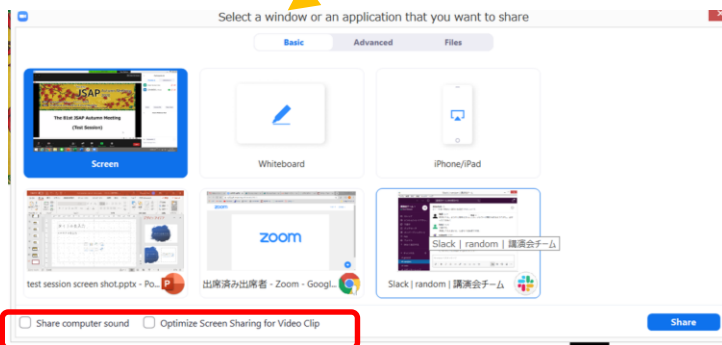 Select a window or an application that you want to share
Basic Advanced Files
JSAP
The 81st JSAP Autumn Meeting
(Test Session)
Screen
Whiteboard
iPhone/iPad
zoom
zoom
Slack | random | 講演会チーム
test session screen shot.pptx - Po...
出席済み出席者 - Zoom - Googl...
Slack | random | 講演会チーム
Share computer sound Optimize Screen Sharing for Video Clip
Share